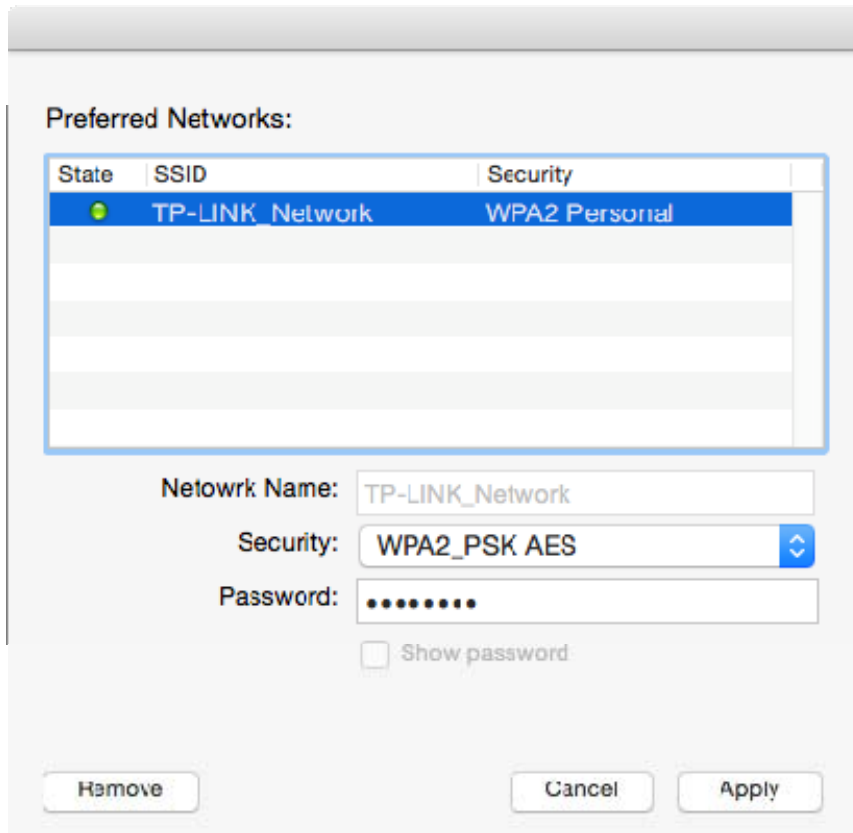 Preferred Networks:
State SSID Security
TP-LINK_Network WPA2 Personal
Netowrk Name: TP-LINK_Network
Security: WPA2_PSK AES
Password: ••••••••
Show password
Remove Cancel Apply